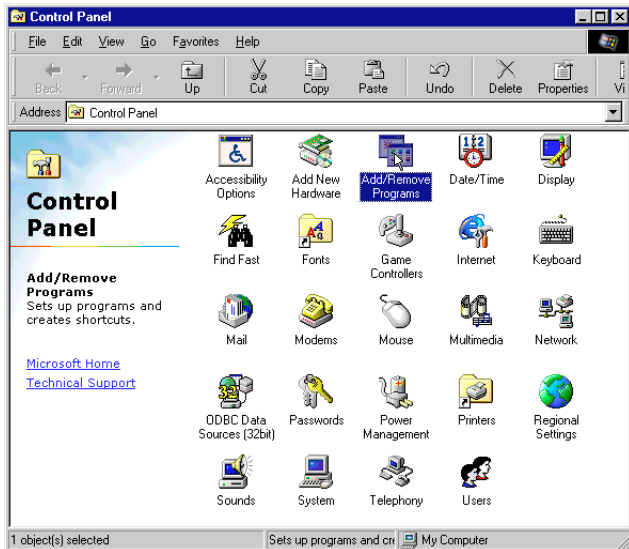 Control Panel
File Edit View Go Favorites Help
Back Forward Up Cut Copy Paste Undo Delete Properties Vi
Address Control Panel
Control
Panel
Add/Remove
Programs
Sets up programs and
creates shortcuts.
Microsoft Home
Technical Support
Accessibility
Options
Add New
Hardware
Add/Remove
Programs
Date/Time
Display
Find Fast
Fonts
Game
Controllers
Internet
Keyboard
Mail
Modems
Mouse
Multimedia
Network
ODBC Data
Sources (32bit)
Passwords
Power
Management
Printers
Regional
Settings
Sounds
System
Telephony
Users
1 object(s) selected Sets up programs and cre My Computer